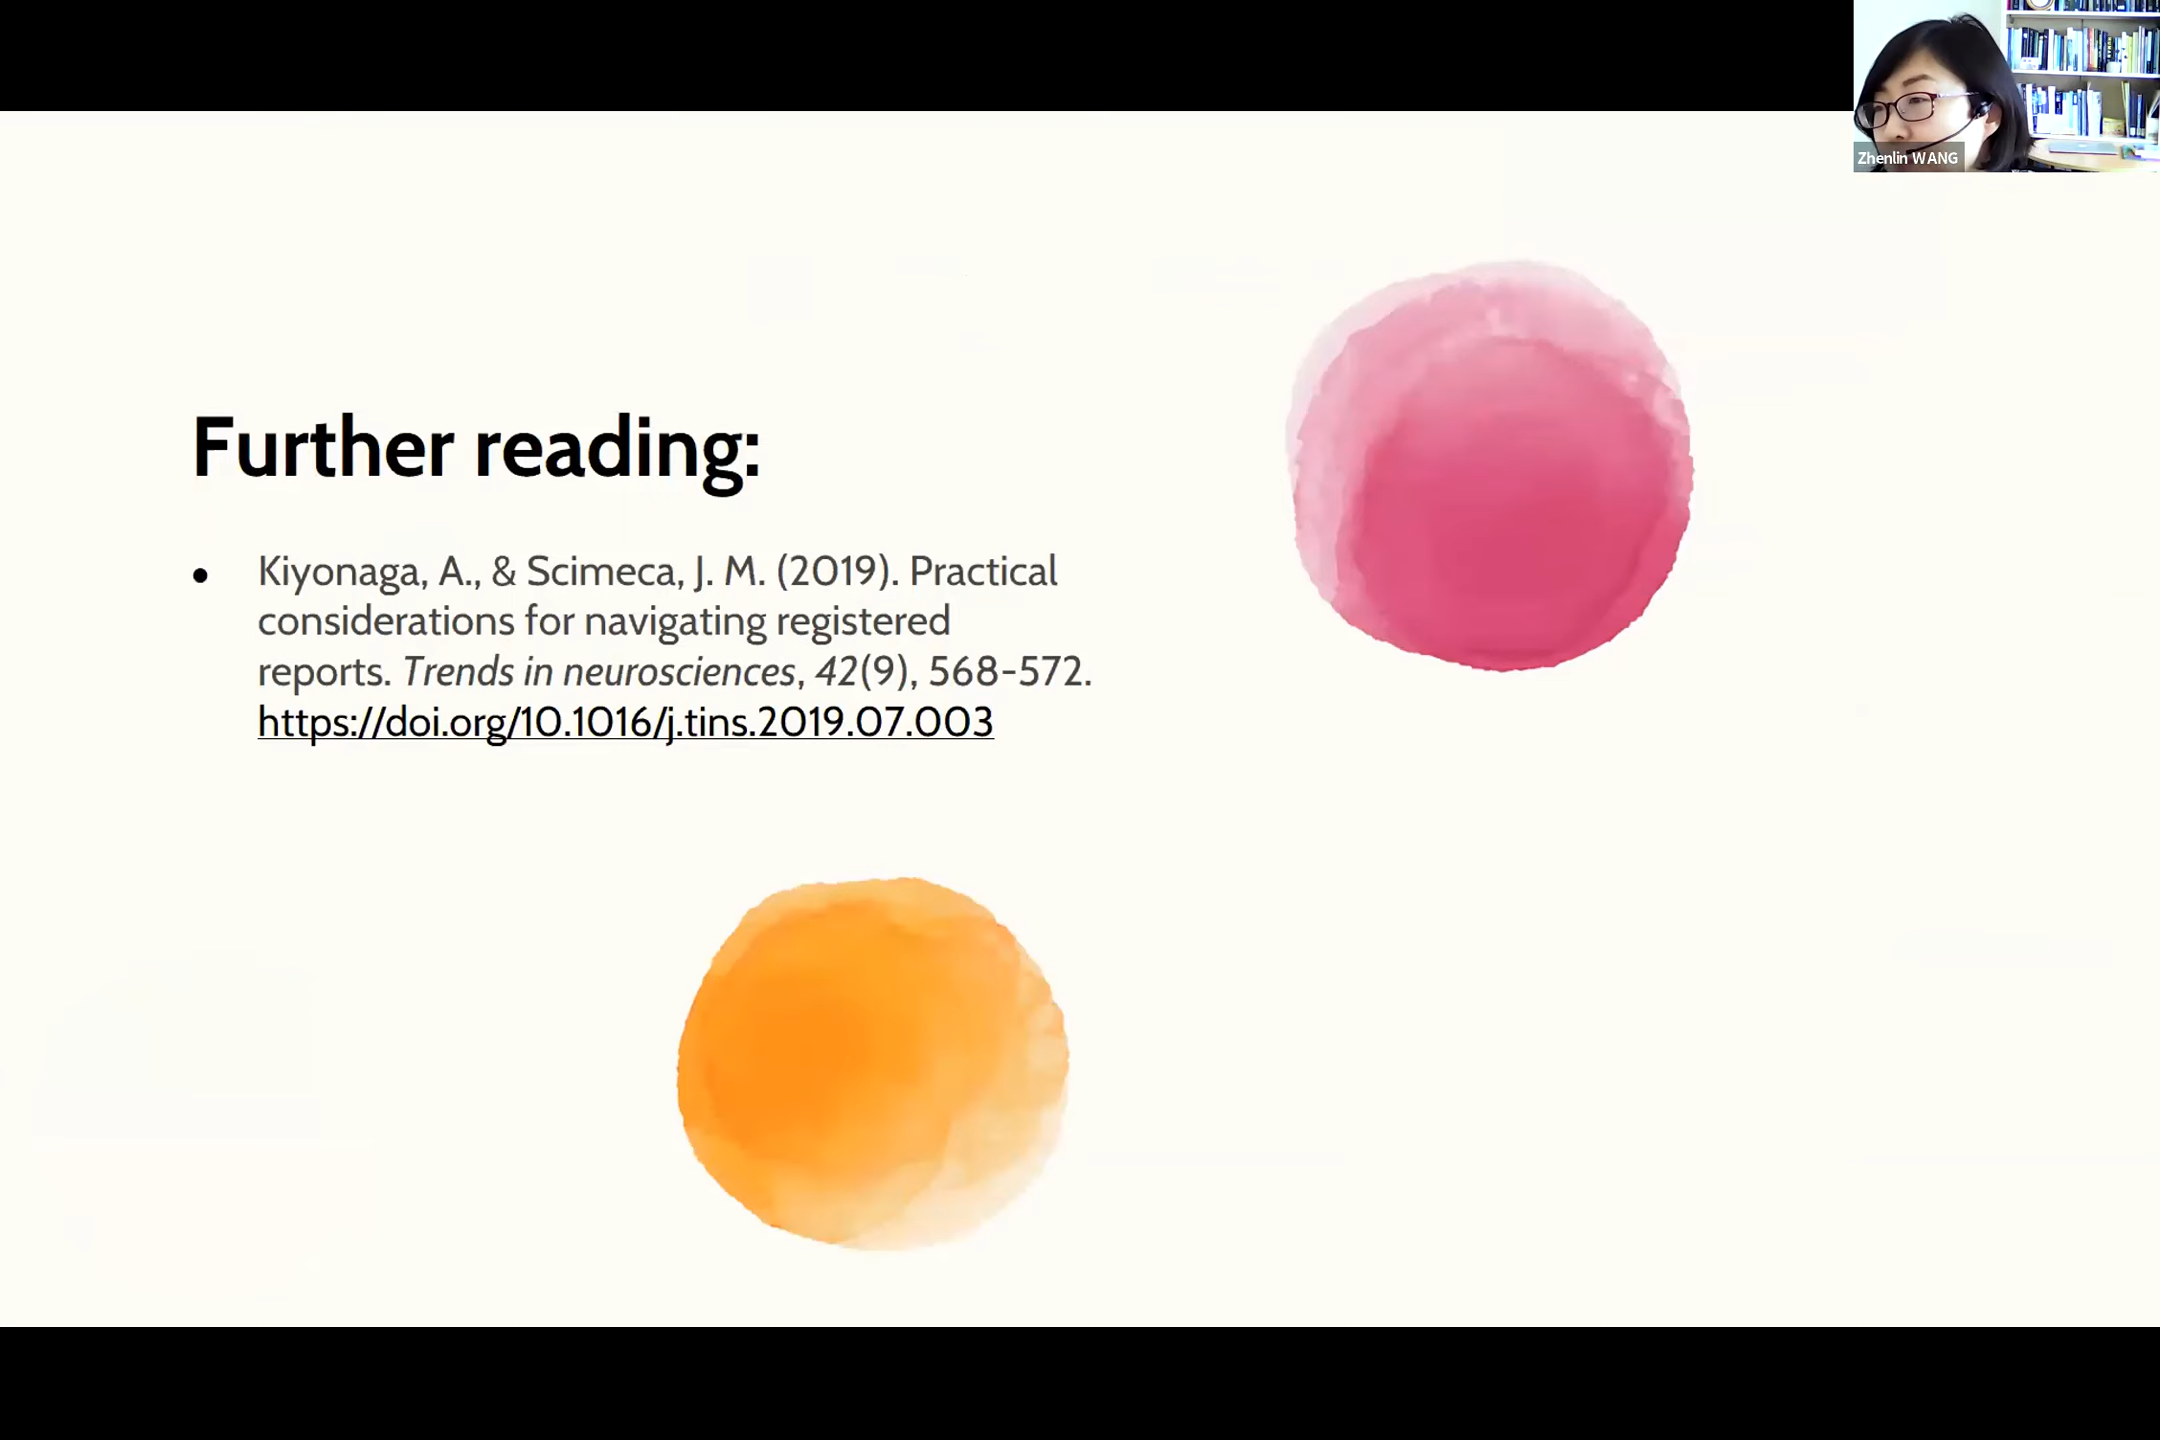 Zhenlin WANG
Further reading:
● Kiyonaga, A., & Scimeca, J. M. (2019). Practical
considerations for navigating registered
reports. Trends in neurosciences, 42(9), 568-572.
https://doi.org/10.1016/j.tins.2019.07.003